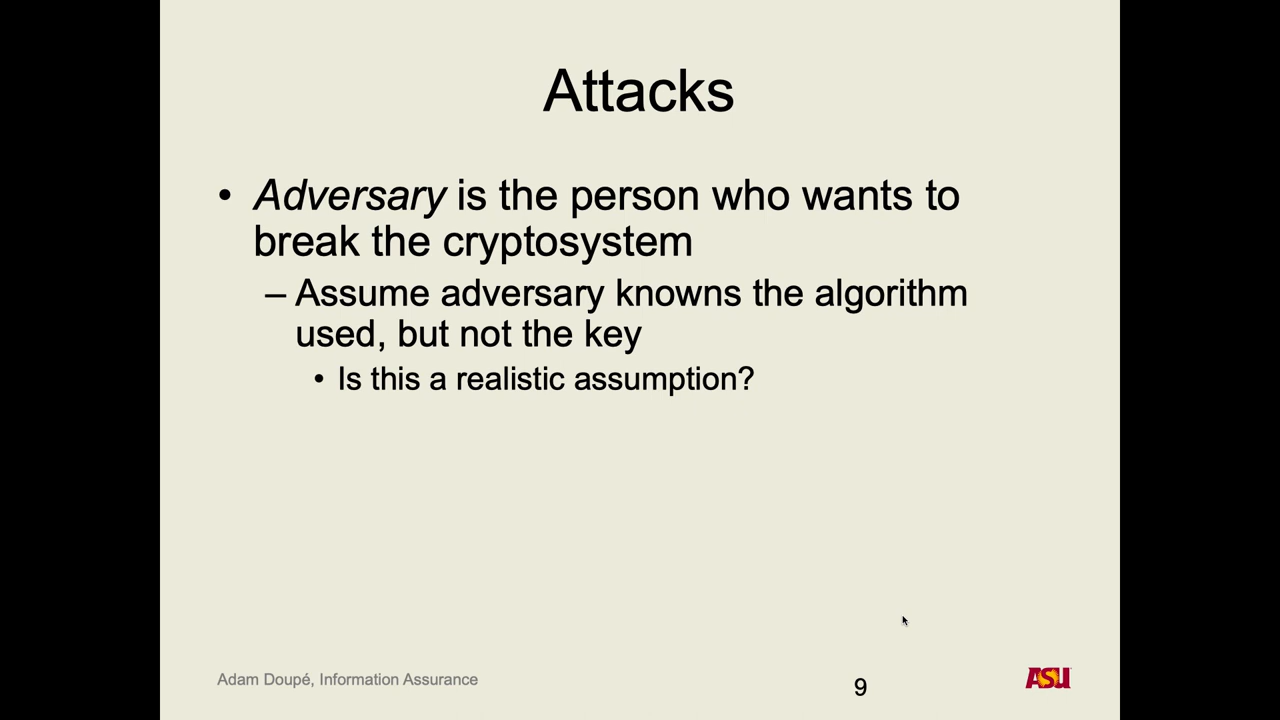 Attacks
• Adversary is the person who wants to
break the cryptosystem
– Assume adversary knowns the algorithm
used, but not the key
• Is this a realistic assumption?
Adam Doupé, Information Assurance
9
ASU